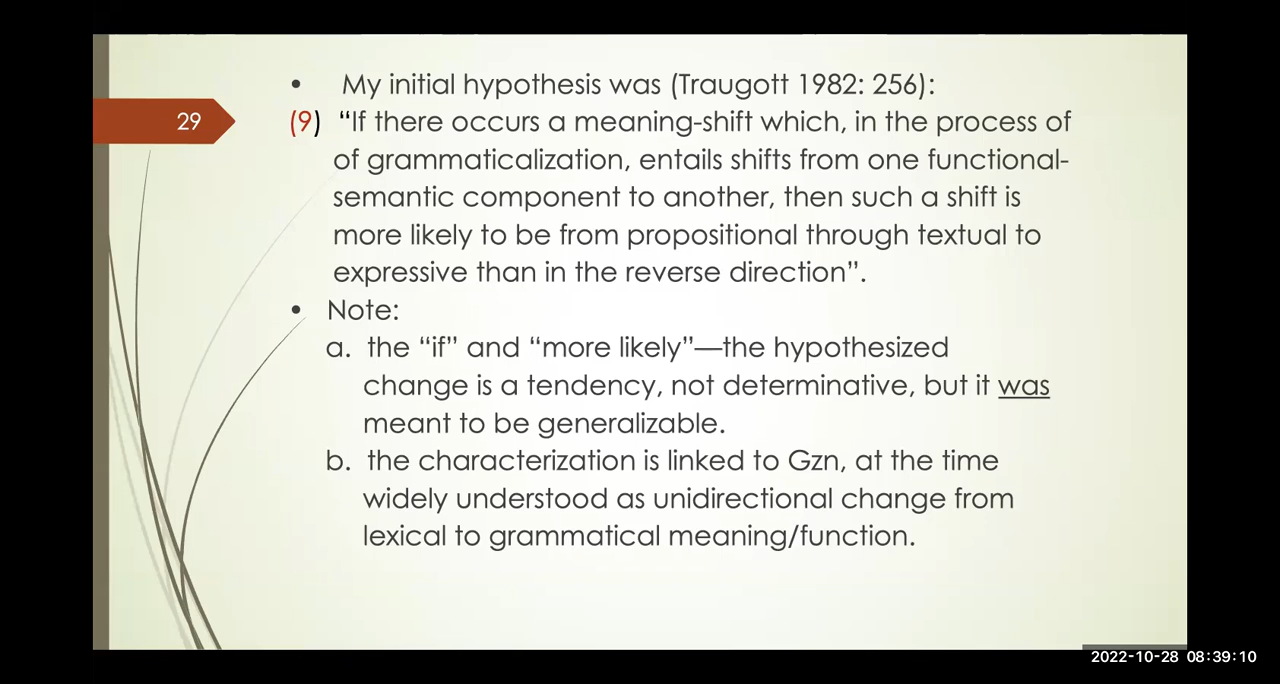 • My initial hypothesis was (Traugott 1982: 256):
29
(9) “If there occurs a meaning-shift which, in the process of
of grammaticalization, entails shifts from one functional-
semantic component to another, then such a shift is
more likely to be from propositional through textual to
expressive than in the reverse direction”.
• Note:
a. the “if” and “more likely”—the hypothesized
change is a tendency, not determinative, but it was
meant to be generalizable.
b. the characterization is linked to Gzn, at the time
widely understood as unidirectional change from
lexical to grammatical meaning/function.
2022-10-28 08:39:10